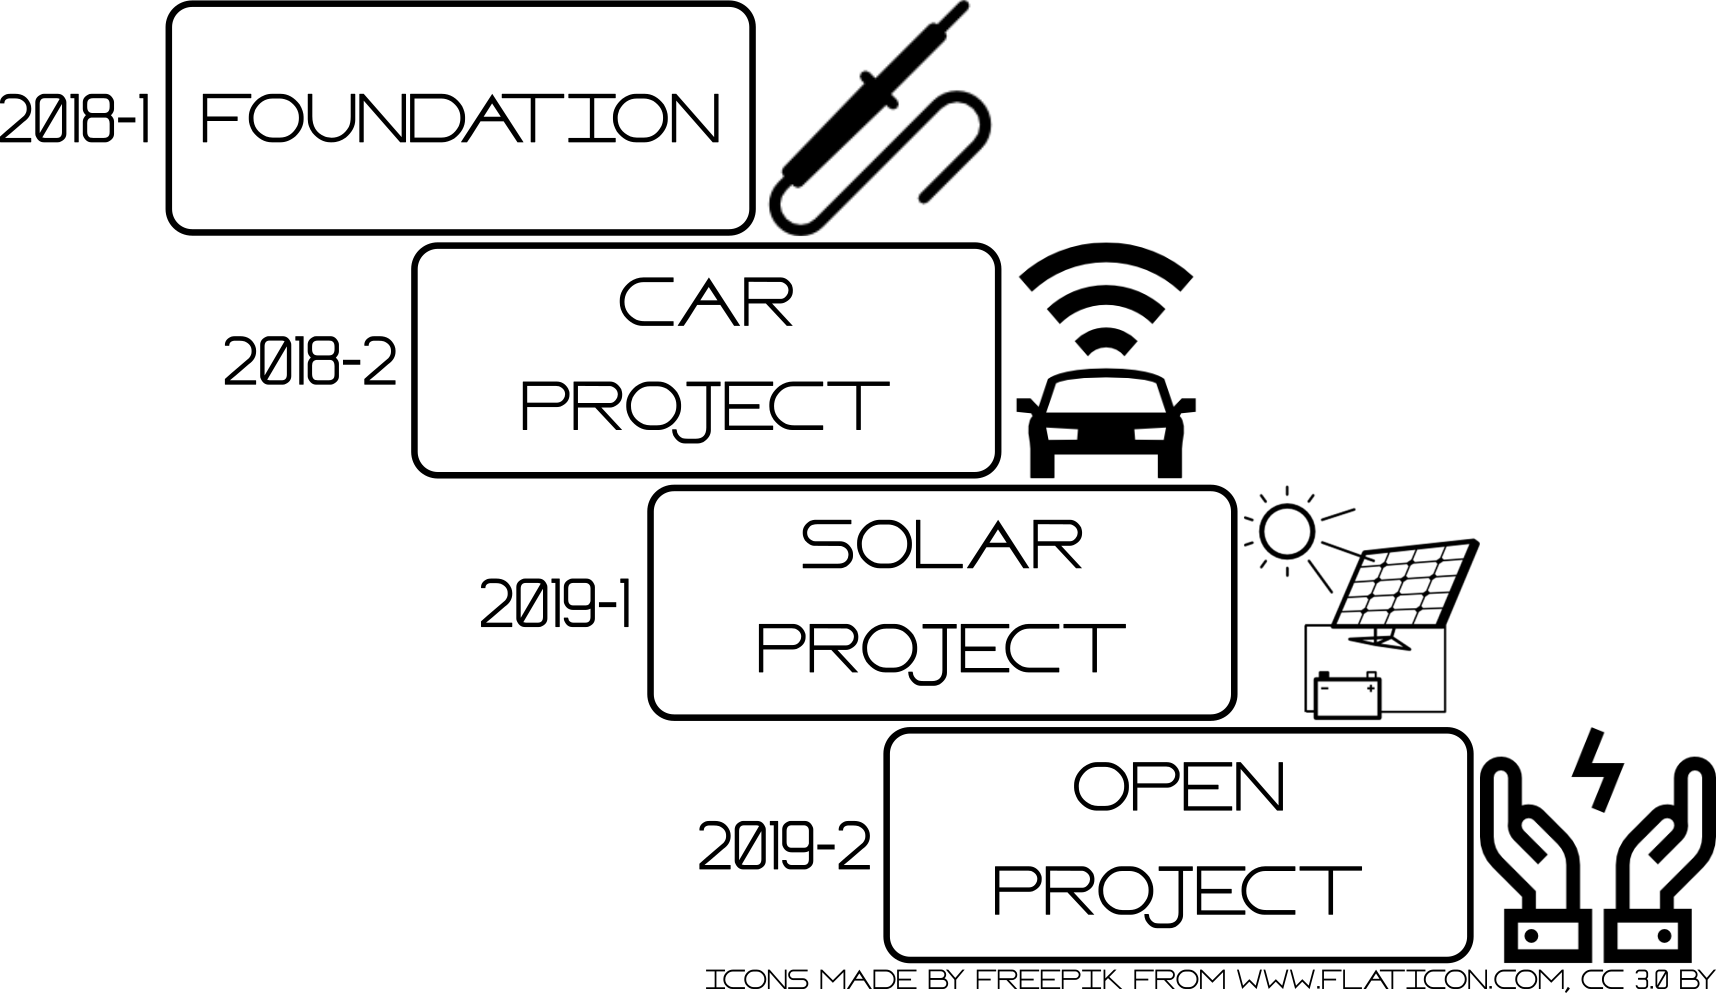 2018-1
FOUNDATION
2018-2
CAR
PROJECT
2019-1
SOLAR
PROJECT
2019-2
OPEN
PROJECT
ICONS MADE BY FREEPIK FROM WWW.FLATICON.COM, CC 3.0 BY